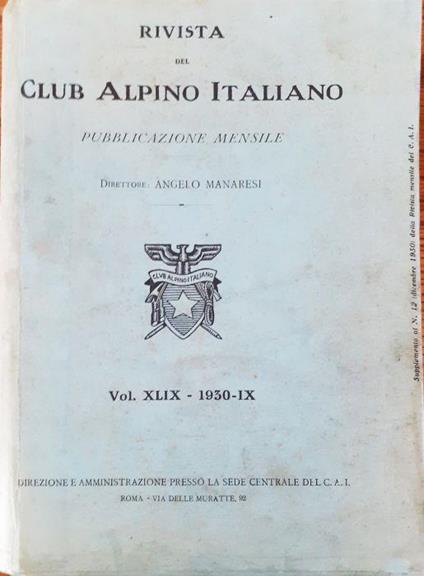 RIVISTA
DEL
CLUB ALPINO ITALIANO
PUBBLICAZIONE MENSILE
DIRETTORE: ANGELO MANARESI
CLVB ALPINO ITALIANO
Vol. XLIX - 1930-IX
DIREZIONE E AMMINISTRAZIONE PRESSO LA SEDE CENTRALE DEL C. A. I.
ROMA - VIA DELLE MURATTE, 92
Supplemento al N. 12 (dicembre 1930) della Rivista mensile del C. A. I.